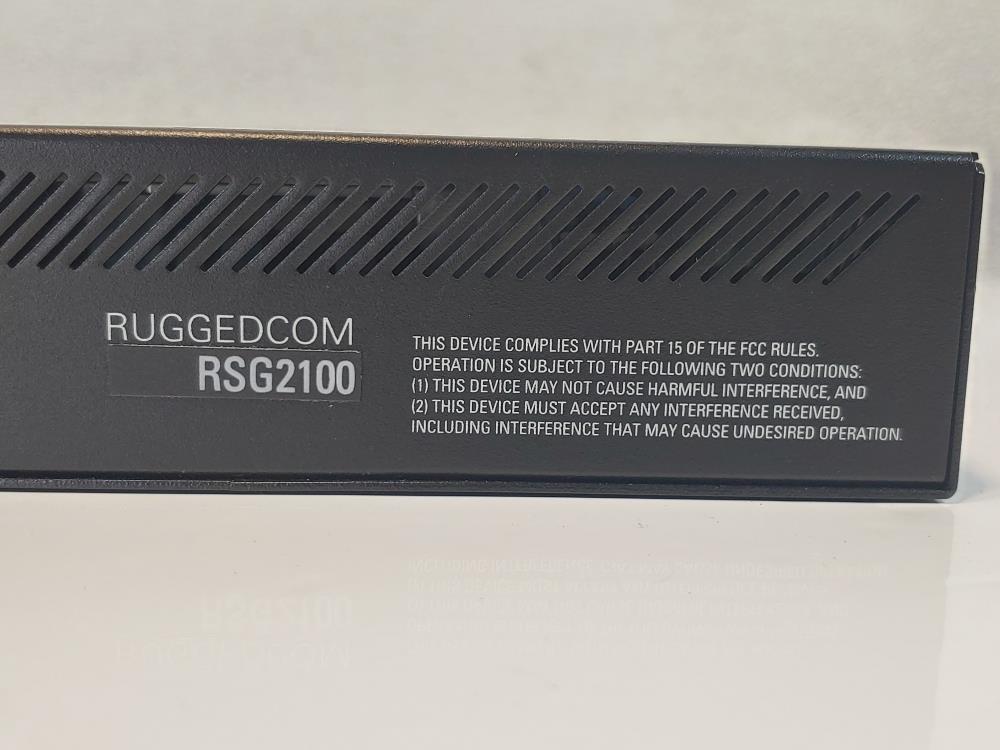 RUGGEDCOM
RSG2100
THIS DEVICE COMPLIES WITH PART 15 OF THE FCC RULES.
OPERATION IS SUBJECT TO THE FOLLOWING TWO CONDITIONS:
(1) THIS DEVICE MAY NOT CAUSE HARMFUL INTERFERENCE, AND
(2) THIS DEVICE MUST ACCEPT ANY INTERFERENCE RECEIVED,
INCLUDING INTERFERENCE THAT MAY CAUSE UNDESIRED OPERATION.